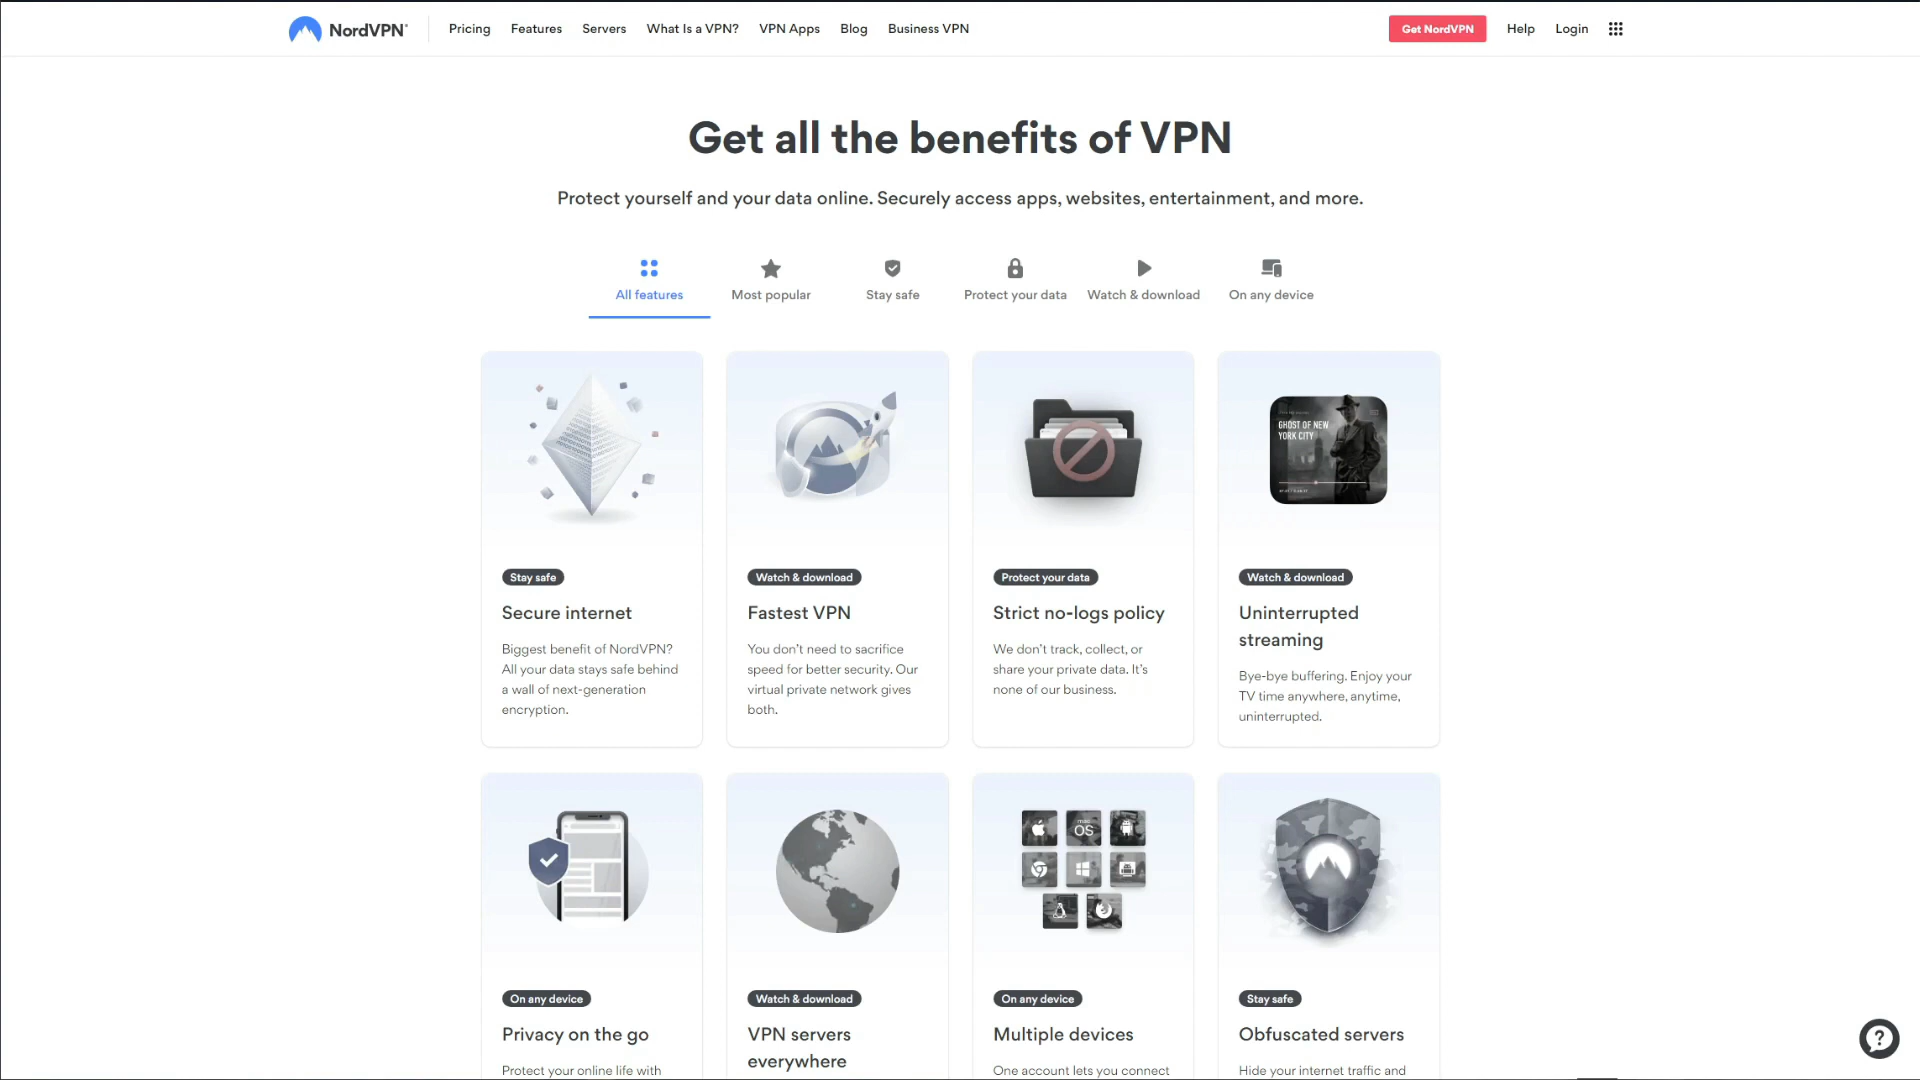 NordVPN®
Pricing
Features
Servers
What Is a VPN?
VPN Apps
Blog
Business VPN
Get NordVPN
Help
Login
Get all the benefits of VPN
Protect yourself and your data online. Securely access apps, websites, entertainment, and more.
All features
Most popular
Stay safe
Protect your data
Watch & download
On any device
GHOST OF NEW
YORK CITY
Stay safe
Secure internet
Biggest benefit of NordVPN?
All your data stays safe behind
a wall of next-generation
encryption.
Watch & download
Fastest VPN
You don't need to sacrifice
speed for better security. Our
virtual private network gives
both.
Protect your data
Strict no-logs policy
We don't track, collect, or
share your private data. It's
none of our business.
Watch & download
Uninterrupted
streaming
Bye-bye buffering. Enjoy your
TV time anywhere, anytime,
uninterrupted.
OS
On any device
Privacy on the go
Protect your online life with
Watch & download
VPN servers
everywhere
On any device
Multiple devices
One account lets you connect
Stay safe
Obfuscated servers
Hide your internet traffic and
?